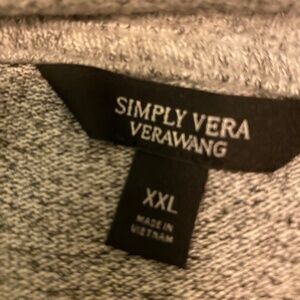 SIMPLY VERA
VERAWANG
XXL
MADE IN
VIETNAM